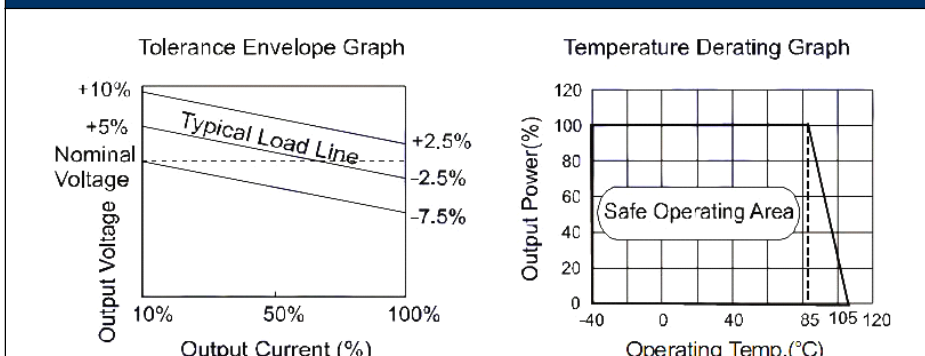 Tolerance Envelope Graph
+10%
+5%
Nominal
Voltage
Typical Load Line
+2.5%
-2.5%
-7.5%
Output Voltage
10% 50% 100%
Output Current (%)
Temperature Derating Graph
120
100
80
60
40
20
0
Output Power(%)
Safe Operating Area
-40 0 40 85 105 120
Operating Temp.(°C)